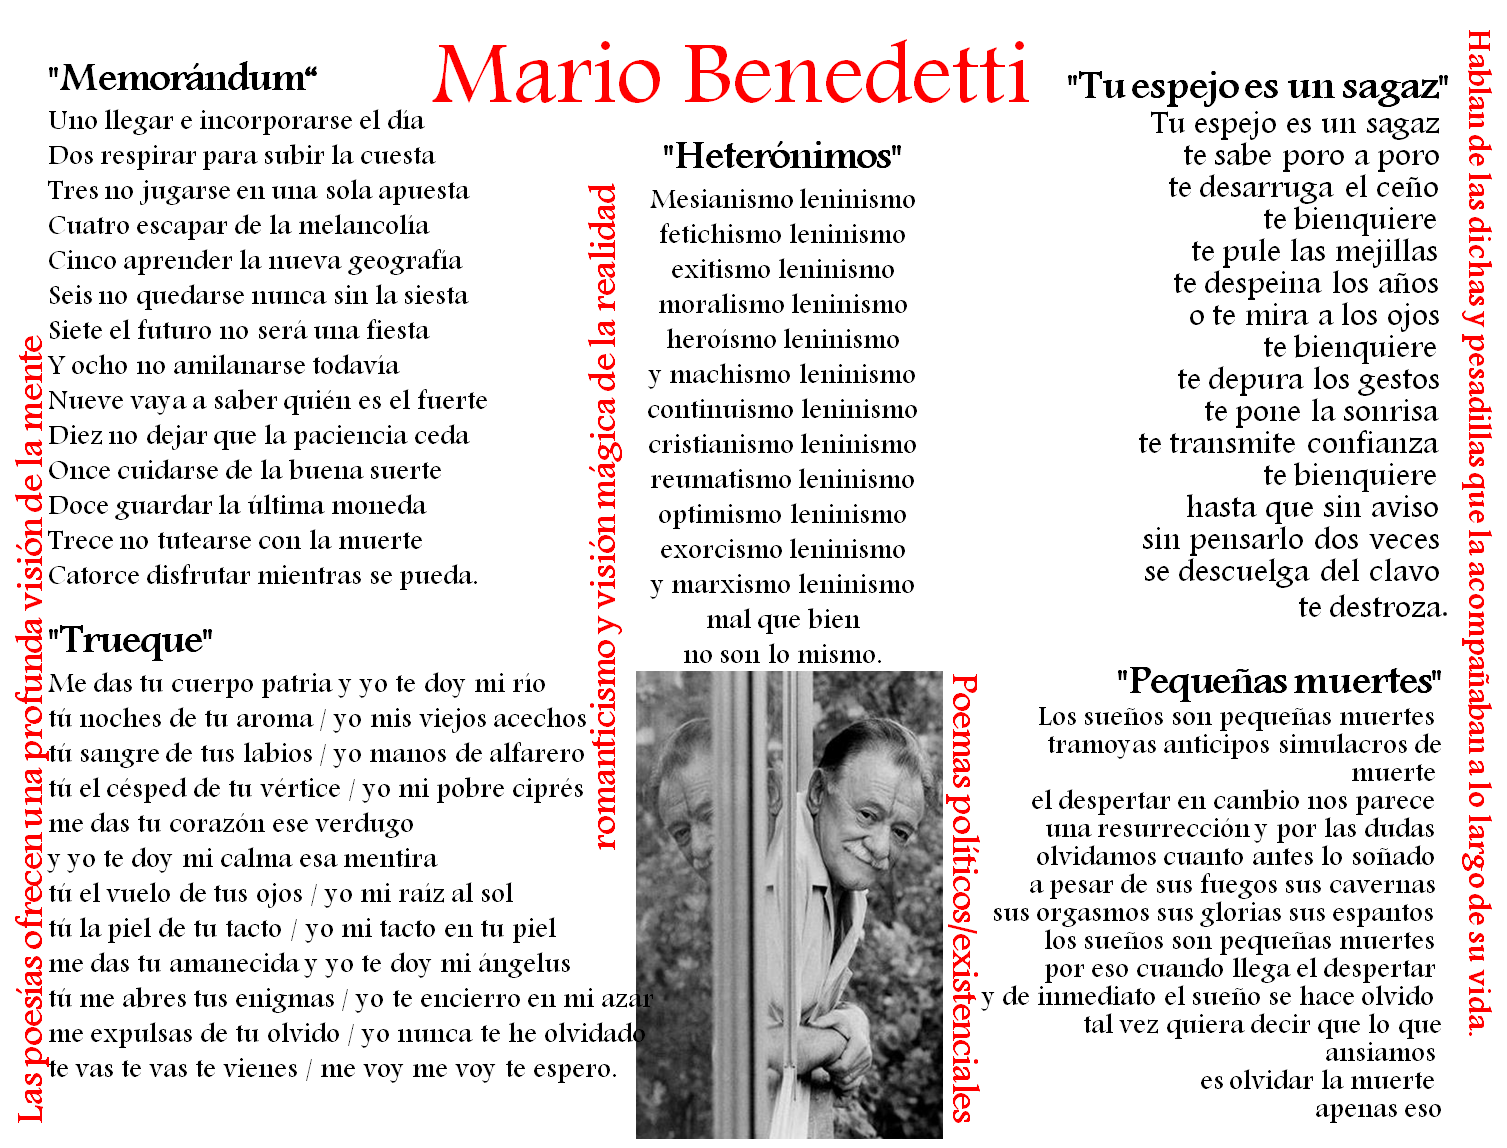 Mario Benedetti
"Memorándum“
Uno llegar e incorporarse el día
Dos respirar para subir la cuesta
Tres no jugarse en una sola apuesta
Cuatro escapar de la melancolía
Cinco aprender la nueva geografía
Seis no quedarse nunca sin la siesta
Siete el futuro no será una fiesta
Y ocho no amilanarse todavía
Nueve vaya a saber quién es el fuerte
Diez no dejar que la paciencia ceda
Once cuidarse de la buena suerte
Doce guardar la última moneda
Trece no tutearse con la muerte
Catorce disfrutar mientras se pueda.
"Trueque"
Me das tu cuerpo patria y yo te doy mi río
tú noches de tu aroma / yo mis viejos acechos
tú sangre de tus labios / yo manos de alfarero
tú el césped de tu vértice / yo mi pobre ciprés
me das tu corazón ese verdugo
y yo te doy mi calma esa mentira
tú el vuelo de tus ojos / yo mi raíz al sol
tú la piel de tu tacto / yo mi tacto en tu piel
me das tu amanecida y yo te doy mi ángelus
tú me abres tus enigmas / yo te encierro en mi azar
me expulsas de tu olvido / yo nunca te he olvidado
te vas te vas te vienes / me voy me voy te espero.
Las poesías ofrecen una profunda visión de la mente
romanticismo y visión mágica de la realidad
"Heterónimos"
Mesianismo leninismo
fetichismo leninismo
exitismo leninismo
moralismo leninismo
heroísmo leninismo
y machismo leninismo
continuismo leninismo
cristianismo leninismo
reumatismo leninismo
optimismo leninismo
exorcismo leninismo
y marxismo leninismo
mal que bien
no son lo mismo.
Poemas políticos/existenciales
"Tu espejo es un sagaz"
Tu espejo es un sagaz
te sabe poro a poro
te desarruga el ceño
te bienquiere
te pule las mejillas
te despeina los años
o te mira a los ojos
te bienquiere
te depura los gestos
te pone la sonrisa
te transmite confianza
te bienquiere
hasta que sin aviso
sin pensarlo dos veces
se descuelga del clavo
te destroza.
"Pequeñas muertes"
Los sueños son pequeñas muertes
tramoyas anticipos simulacros de
muerte
el despertar en cambio nos parece
una resurrección y por las dudas
olvidamos cuanto antes lo soñado
a pesar de sus fuegos sus cavernas
sus orgasmos sus glorias sus espantos
los sueños son pequeñas muertes
por eso cuando llega el despertar
y de inmediato el sueño se hace olvido
tal vez quiera decir que lo que
ansiamos
es olvidar la muerte
apenas eso
Hablan de las dichas y pesadillas que la acompañaban a lo largo de su vida.